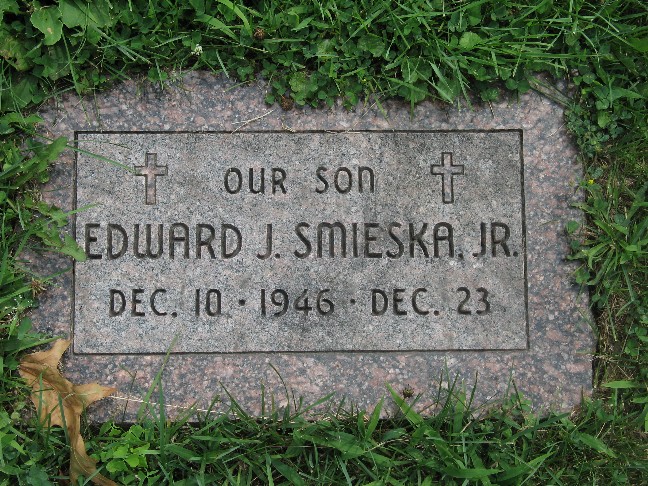 OUR SON
EDWARD J. SMIESKA, JR.
DEC. 10 · 1946 · DEC. 23